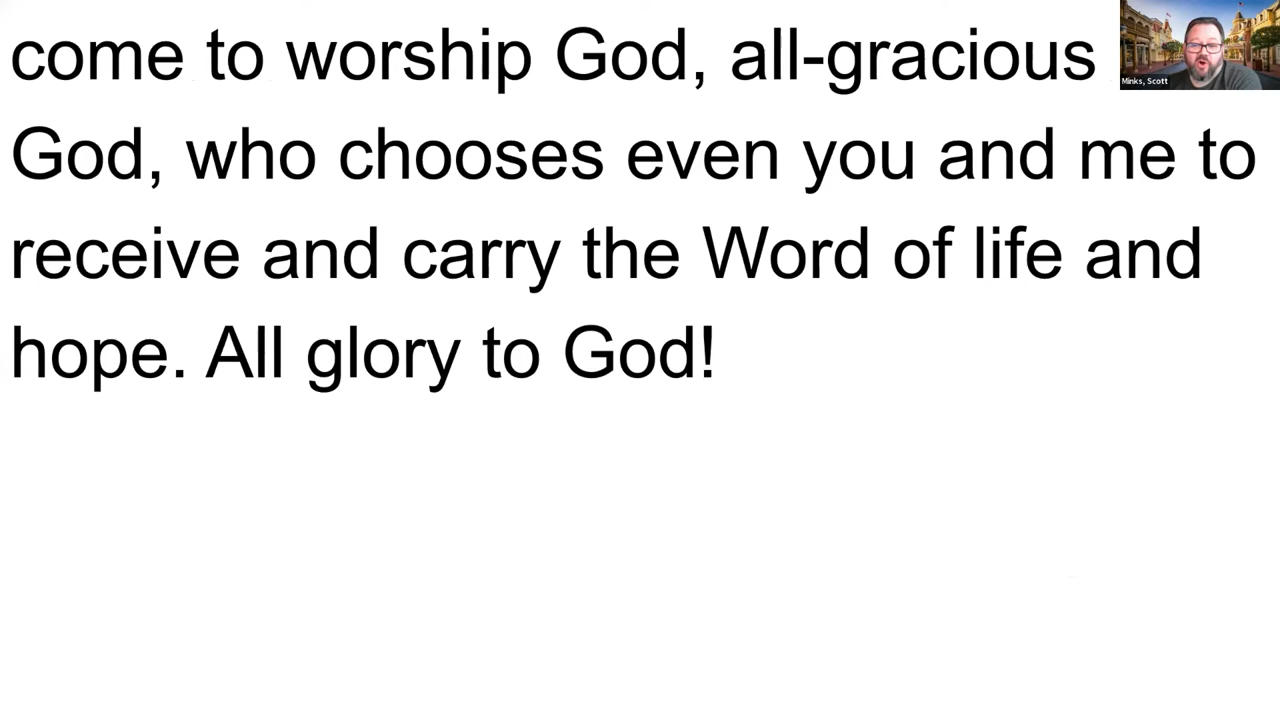 come to worship God, all-gracious
God, who chooses even you and me to
receive and carry the Word of life and
hope. All glory to God!
Minks, Scott